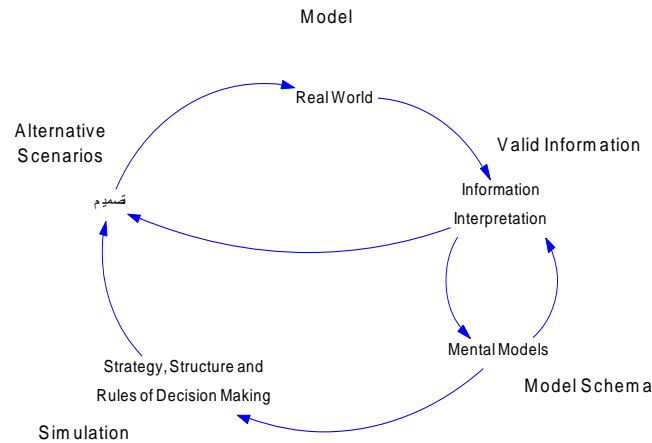 Model
Real World
Alternative
Scenarios
Valid Information
Information
Interpretation
Mental Models
Strategy, Structure and
Rules of Decision Making
Model Schema
Simulation